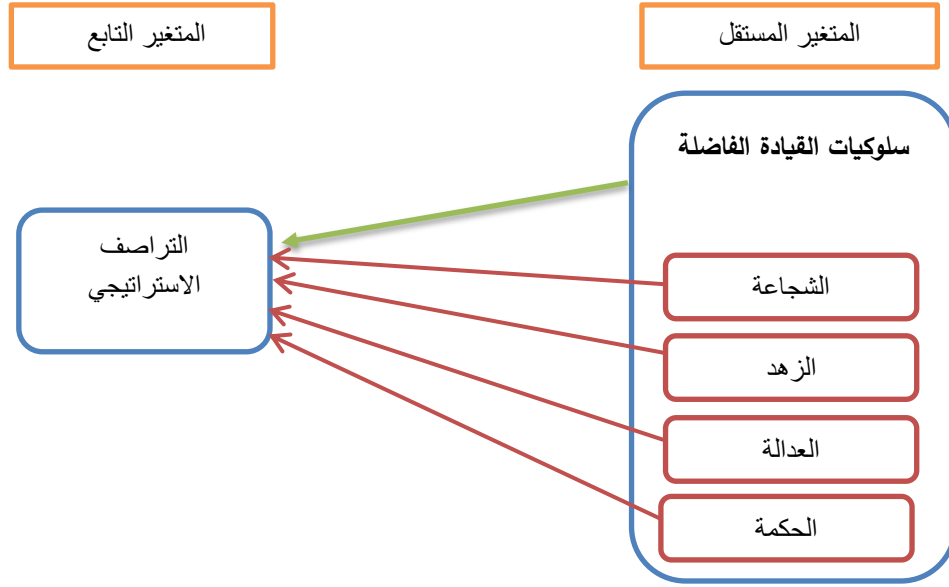 المتغير المستقل
المتغير التابع
سلوكيات القيادة الفاضلة
التراصف
الاستراتيجي
الشجاعة
الزهد
العدالة
الحكمة